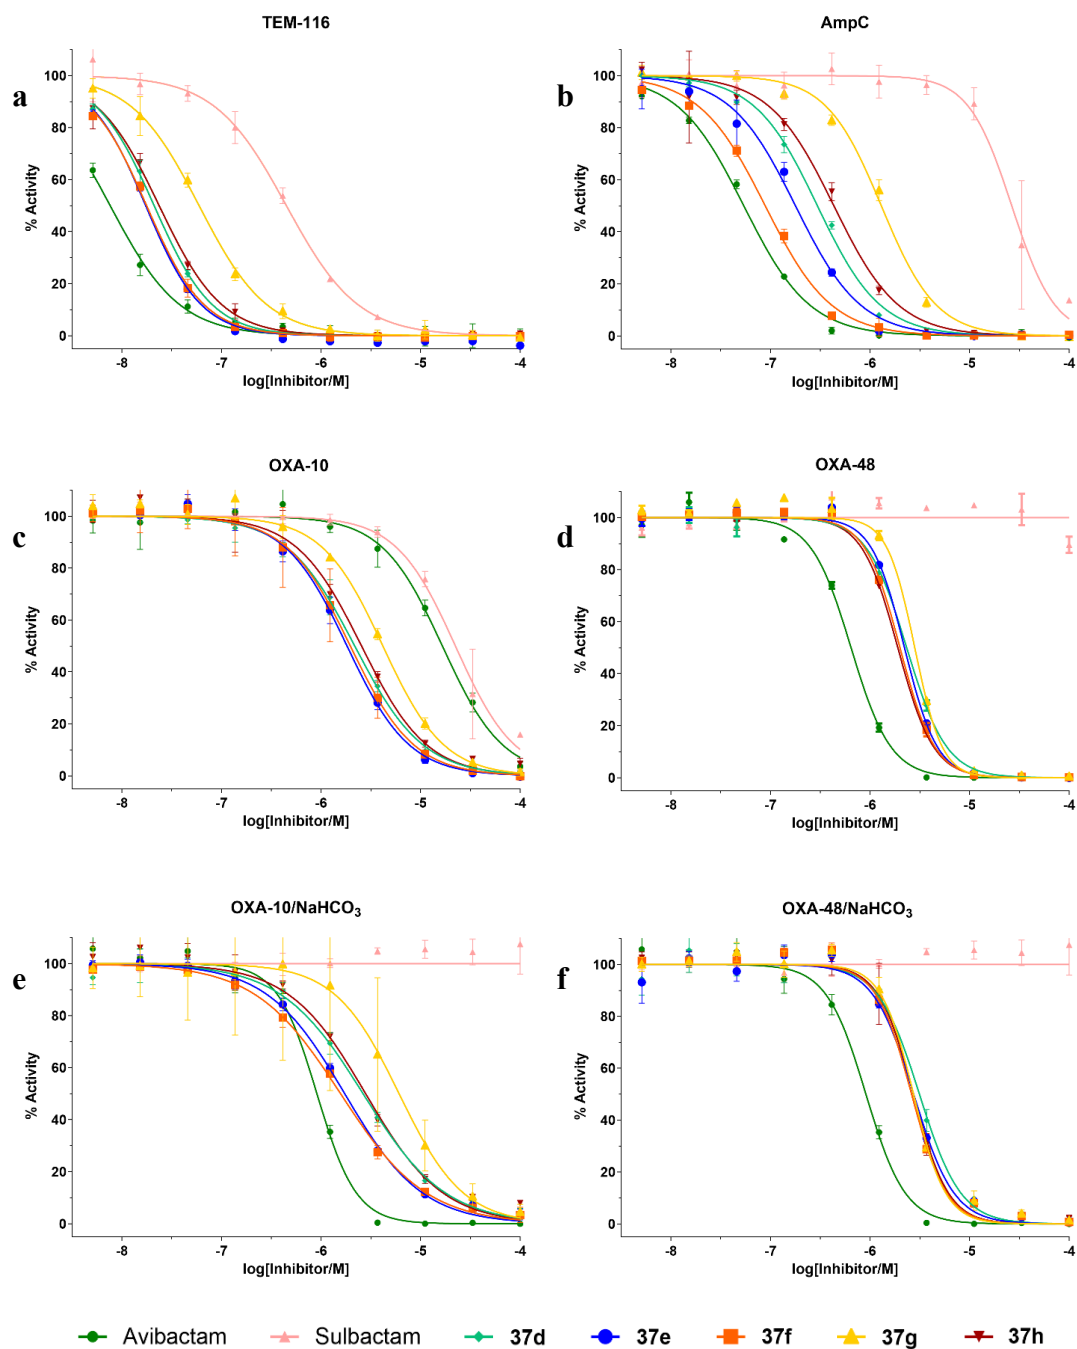 TEM-116
AmpC
a
b
100
80
60
40
20
0
% Activity
-8
-7
-6
-5
-4
log[Inhibitor/M]
100
80
60
40
20
0
% Activity
-8
-7
-6
-5
-4
log[Inhibitor/M]
OXA-10
OXA-48
c
d
100
80
60
40
20
0
% Activity
-8
-7
-6
-5
-4
log[Inhibitor/M]
100
80
60
40
20
0
% Activity
-8
-7
-6
-5
-4
log[Inhibitor/M]
OXA-10/NaHCO₃
OXA-48/NaHCO₃
e
f
100
80
60
40
20
0
% Activity
-8
-7
-6
-5
-4
log[Inhibitor/M]
100
80
60
40
20
0
% Activity
-8
-7
-6
-5
-4
log[Inhibitor/M]
Avibactam Sulbactam 37d 37e 37f 37g 37h